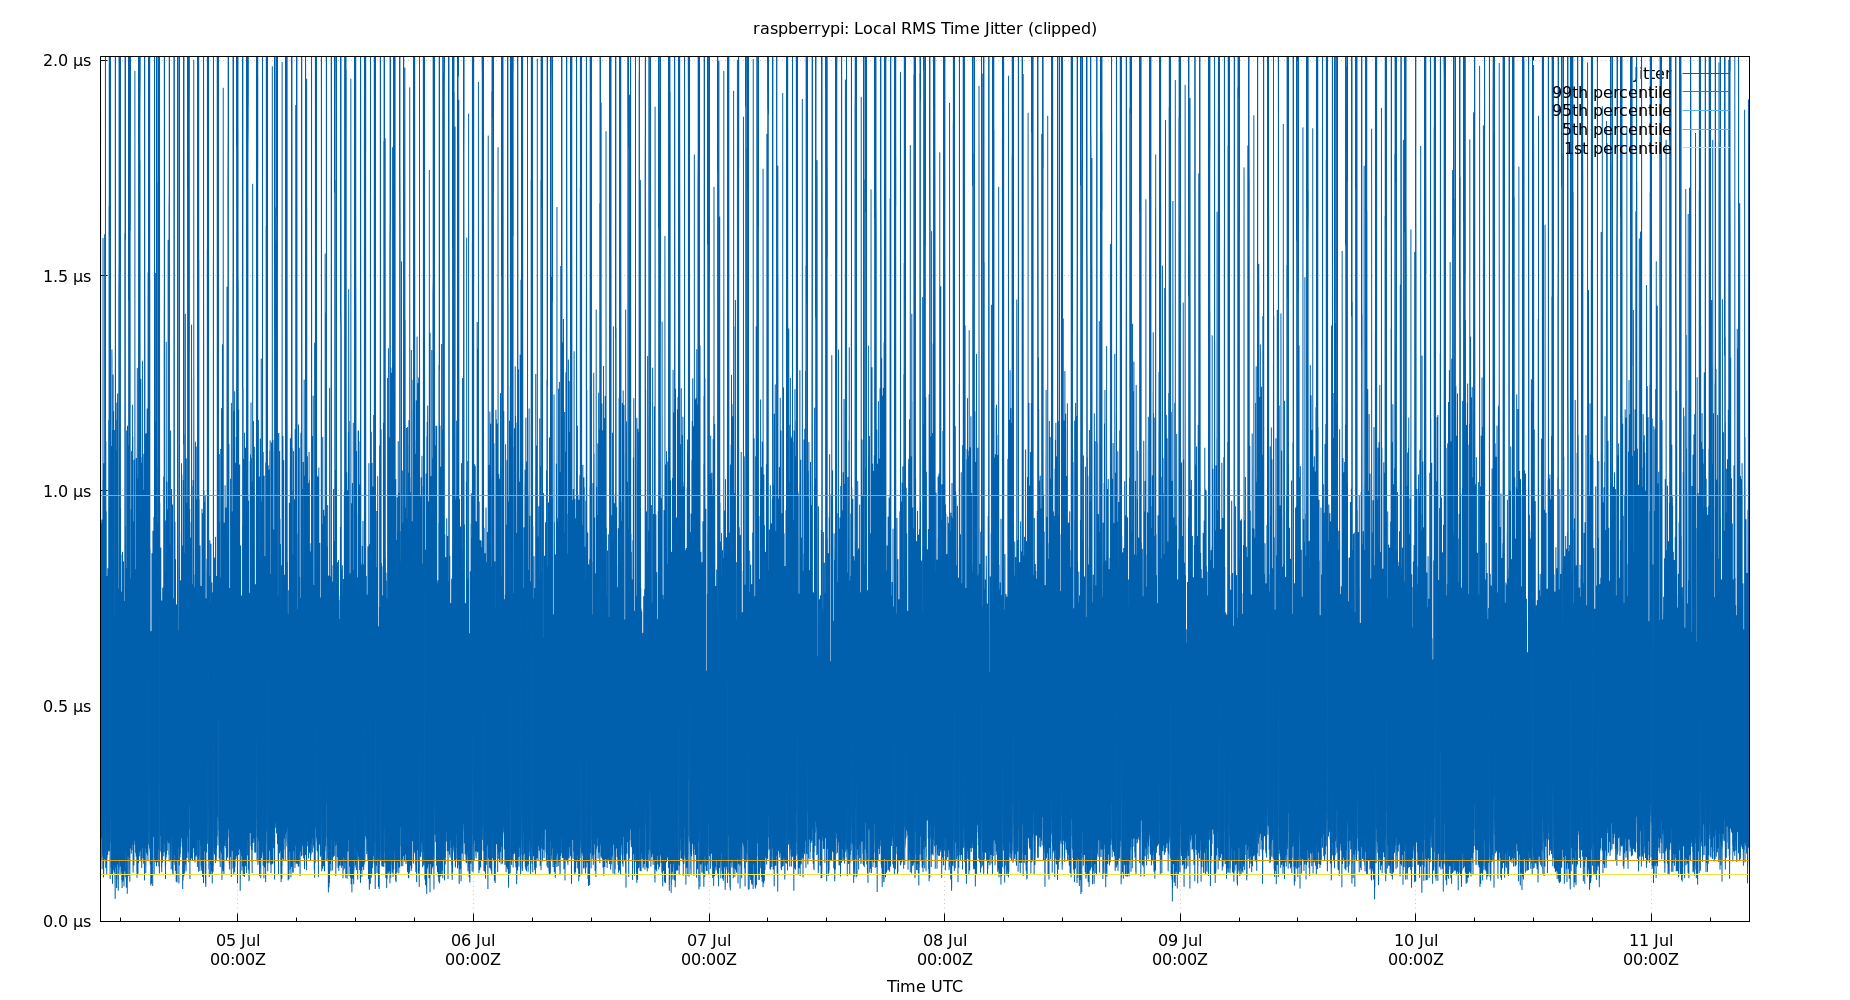 raspberrypi: Local RMS Time Jitter (clipped)
2.0 µs
1.5 µs
1.0 µs
0.5 µs
0.0 µs
Jitter
99th percentile
95th percentile
5th percentile
1st percentile
05 Jul
00:00Z
06 Jul
00:00Z
07 Jul
00:00Z
08 Jul
00:00Z
09 Jul
00:00Z
10 Jul
00:00Z
11 Jul
00:00Z
Time UTC